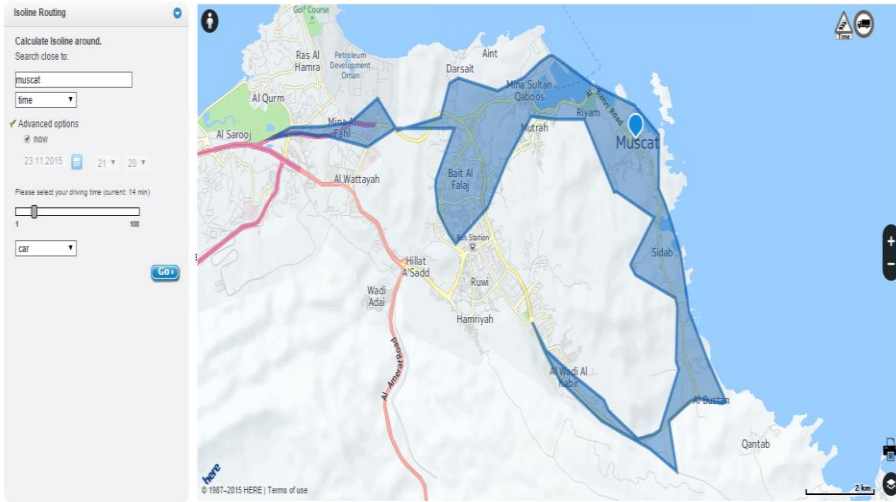 Isoline Routing
Calculate Isoline around.
Search close to:
muscat
time
Advanced options
now
23.11.2015
21
20
Please select your driving time (current: 14 min)
1
100
car
Go
Golf Course
Ras Al
Hamra
Petroleum
Development
Oman
Aint
Darsait
Mina Sultan
Qaboos
Al Qurm
Mina Al
Fahl
Al Sarooj
Riyam
Al Bahri Road
Mutrah
Muscat
Al Wattayah
Bait Al
Falaj
Bus Station
Sidab
Hillat
A'Sadd
Ruwi
Wadi
Adai
Hamriyah
Al Amerat Road
Al Wadi Al
Kabir
Al Bustan
Qantab
Time
+
−
2 km
here
© 1987–2015 HERE | Terms of use